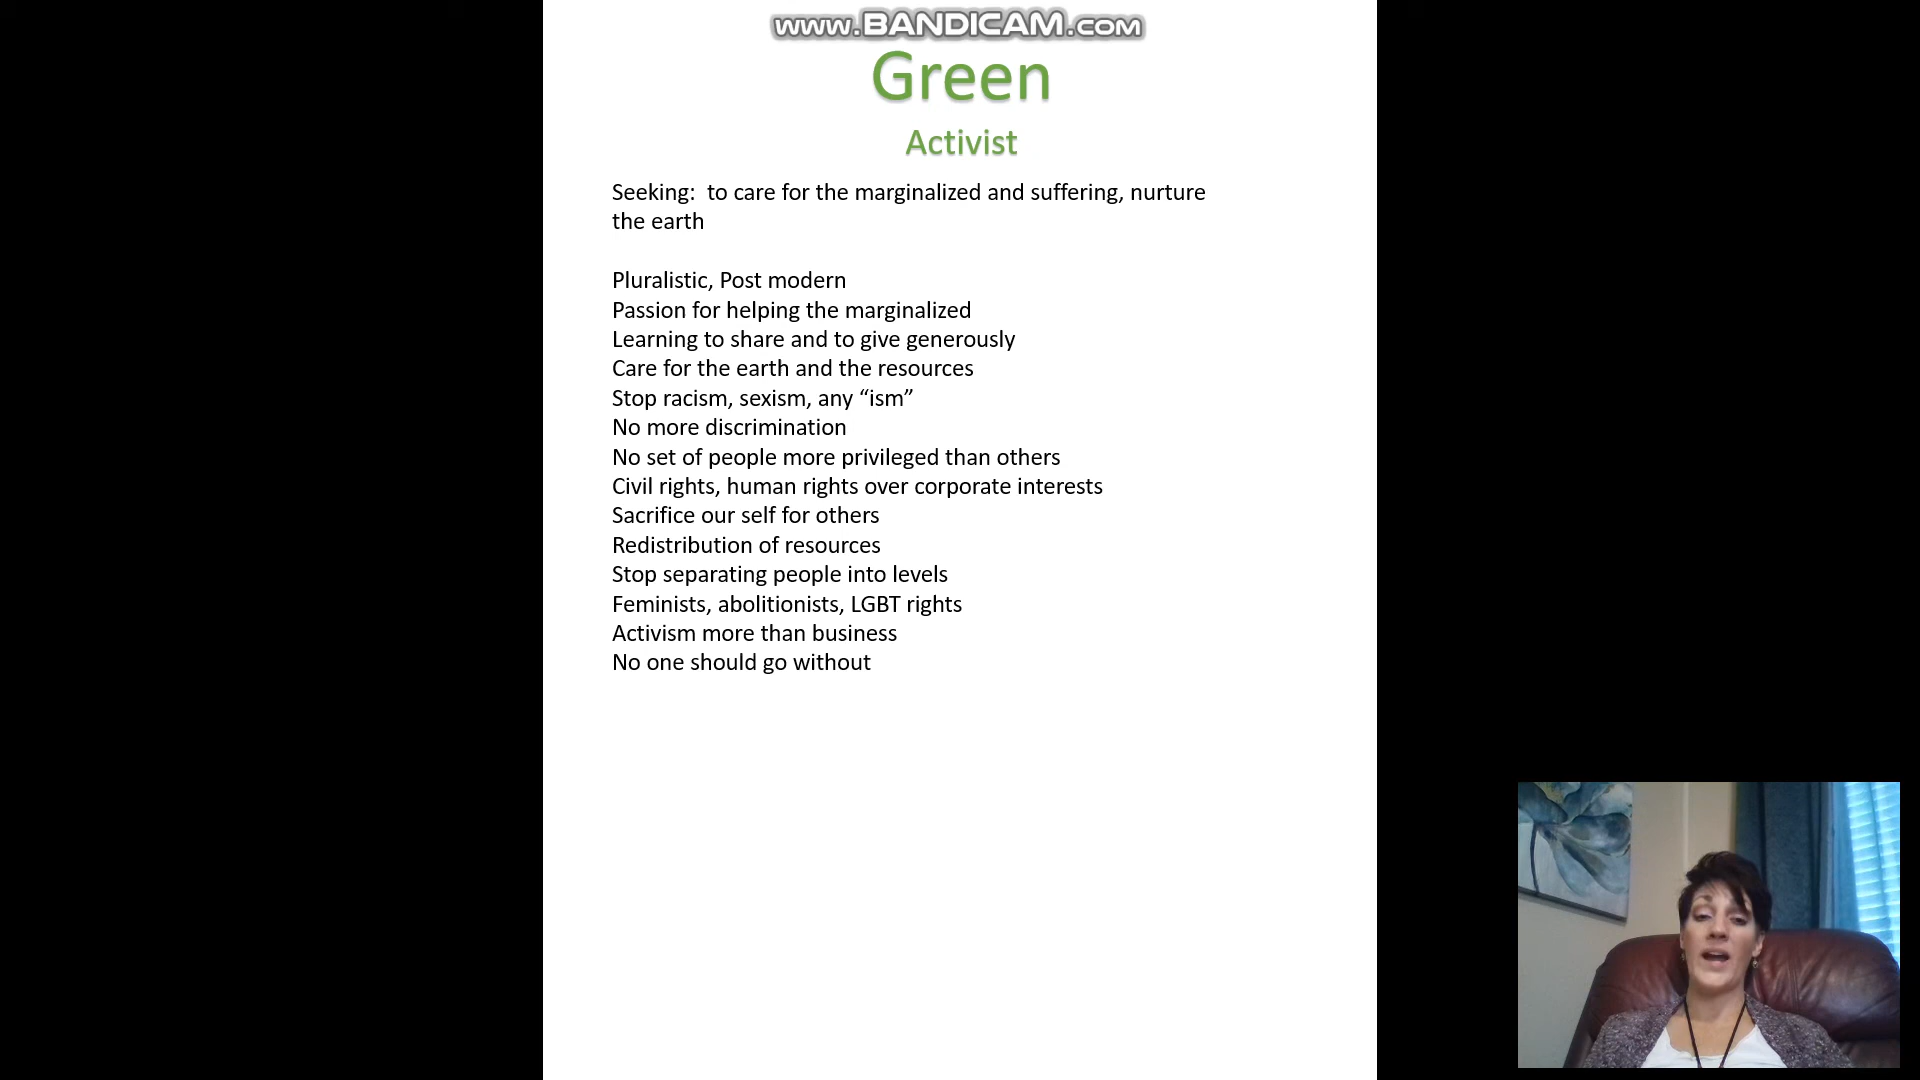 www.BANDICAM.com
Green
Activist
Seeking:  to care for the marginalized and suffering, nurture
the earth
Pluralistic, Post modern
Passion for helping the marginalized
Learning to share and to give generously
Care for the earth and the resources
Stop racism, sexism, any “ism”
No more discrimination
No set of people more privileged than others
Civil rights, human rights over corporate interests
Sacrifice our self for others
Redistribution of resources
Stop separating people into levels
Feminists, abolitionists, LGBT rights
Activism more than business
No one should go without